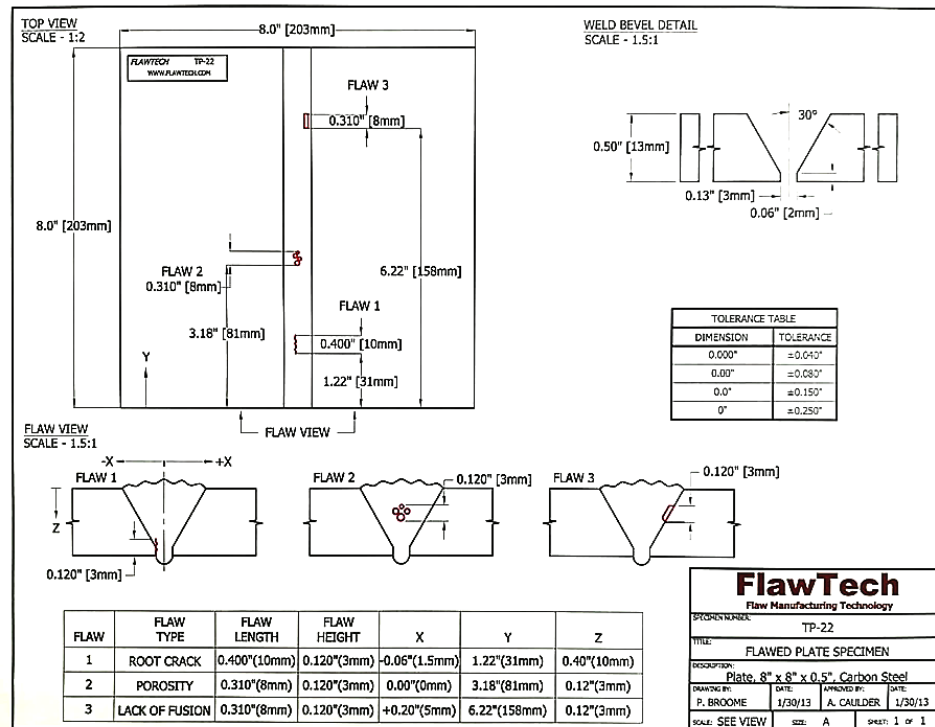 TOP VIEW
SCALE - 1:2
8.0" [203mm]
FLAWTECH TP-22
WWW.FLAWTECH.COM
FLAW 3
0.310" [8mm]
8.0" [203mm]
FLAW 2
0.310" [8mm]
6.22" [158mm]
FLAW 1
3.18" [81mm]
0.400" [10mm]
Y
1.22" [31mm]
FLAW VIEW
WELD BEVEL DETAIL
SCALE - 1.5:1
30°
0.50" [13mm]
0.13" [3mm]
0.06" [2mm]
TOLERANCE TABLE
DIMENSION TOLERANCE
0.000" ±0.040"
0.00" ±0.080"
0.0" ±0.150"
0" ±0.250"
FLAW VIEW
SCALE - 1.5:1
-X +X
FLAW 1
Z
0.120" [3mm]
FLAW 2
0.120" [3mm]
FLAW 3
0.120" [3mm]
FLAW FLAW TYPE FLAW LENGTH FLAW HEIGHT X Y Z
1 ROOT CRACK 0.400"(10mm) 0.120"(3mm) -0.06"(1.5mm) 1.22"(31mm) 0.40"(10mm)
2 POROSITY 0.310"(8mm) 0.120"(3mm) 0.00"(0mm) 3.18"(81mm) 0.12"(3mm)
3 LACK OF FUSION 0.310"(8mm) 0.120"(3mm) +0.20"(5mm) 6.22"(158mm) 0.12"(3mm)
FlawTech
Flaw Manufacturing Technology
SPECIMEN NUMBER:
TP-22
TITLE:
FLAWED PLATE SPECIMEN
DESCRIPTION:
Plate, 8" x 8" x 0.5", Carbon Steel
DRAWING BY: DATE: APPROVED BY: DATE:
P. BROOME 1/30/13 A. CAULDER 1/30/13
SCALE: SEE VIEW SIZE: A SHEET: 1 OF 1